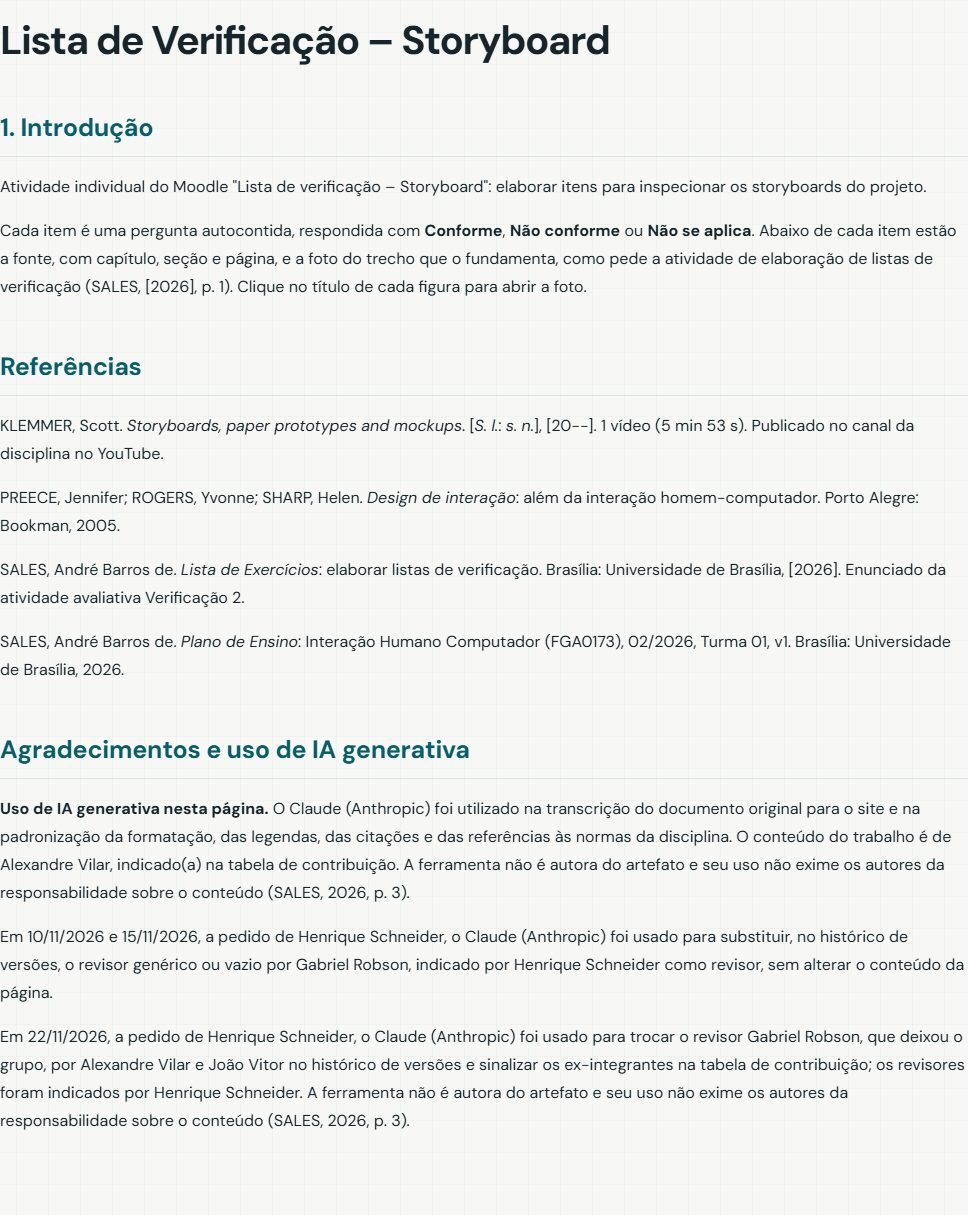 Lista de Verificação – Storyboard
1. Introdução
Atividade individual do Moodle "Lista de verificação – Storyboard": elaborar itens para inspecionar os storyboards do projeto.
Cada item é uma pergunta autocontida, respondida com Conforme, Não conforme ou Não se aplica. Abaixo de cada item estão
a fonte, com capítulo, seção e página, e a foto do trecho que o fundamenta, como pede a atividade de elaboração de listas de
verificação (SALES, [2026], p. 1). Clique no título de cada figura para abrir a foto.
Referências
KLEMMER, Scott. Storyboards, paper prototypes and mockups. [S. l.: s. n.], [20--]. 1 vídeo (5 min 53 s). Publicado no canal da
disciplina no YouTube.
PREECE, Jennifer; ROGERS, Yvonne; SHARP, Helen. Design de interação: além da interação homem-computador. Porto Alegre:
Bookman, 2005.
SALES, André Barros de. Lista de Exercícios: elaborar listas de verificação. Brasília: Universidade de Brasília, [2026]. Enunciado da
atividade avaliativa Verificação 2.
SALES, André Barros de. Plano de Ensino: Interação Humano Computador (FGA0173), 02/2026, Turma 01, v1. Brasília: Universidade
de Brasília, 2026.
Agradecimentos e uso de IA generativa
Uso de IA generativa nesta página. O Claude (Anthropic) foi utilizado na transcrição do documento original para o site e na
padronização da formatação, das legendas, das citações e das referências às normas da disciplina. O conteúdo do trabalho é de
Alexandre Vilar, indicado(a) na tabela de contribuição. A ferramenta não é autora do artefato e seu uso não exime os autores da
responsabilidade sobre o conteúdo (SALES, 2026, p. 3).
Em 10/11/2026 e 15/11/2026, a pedido de Henrique Schneider, o Claude (Anthropic) foi usado para substituir, no histórico de
versões, o revisor genérico ou vazio por Gabriel Robson, indicado por Henrique Schneider como revisor, sem alterar o conteúdo da
página.
Em 22/11/2026, a pedido de Henrique Schneider, o Claude (Anthropic) foi usado para trocar o revisor Gabriel Robson, que deixou o
grupo, por Alexandre Vilar e João Vitor no histórico de versões e sinalizar os ex-integrantes na tabela de contribuição; os revisores
foram indicados por Henrique Schneider. A ferramenta não é autora do artefato e seu uso não exime os autores da
responsabilidade sobre o conteúdo (SALES, 2026, p. 3).